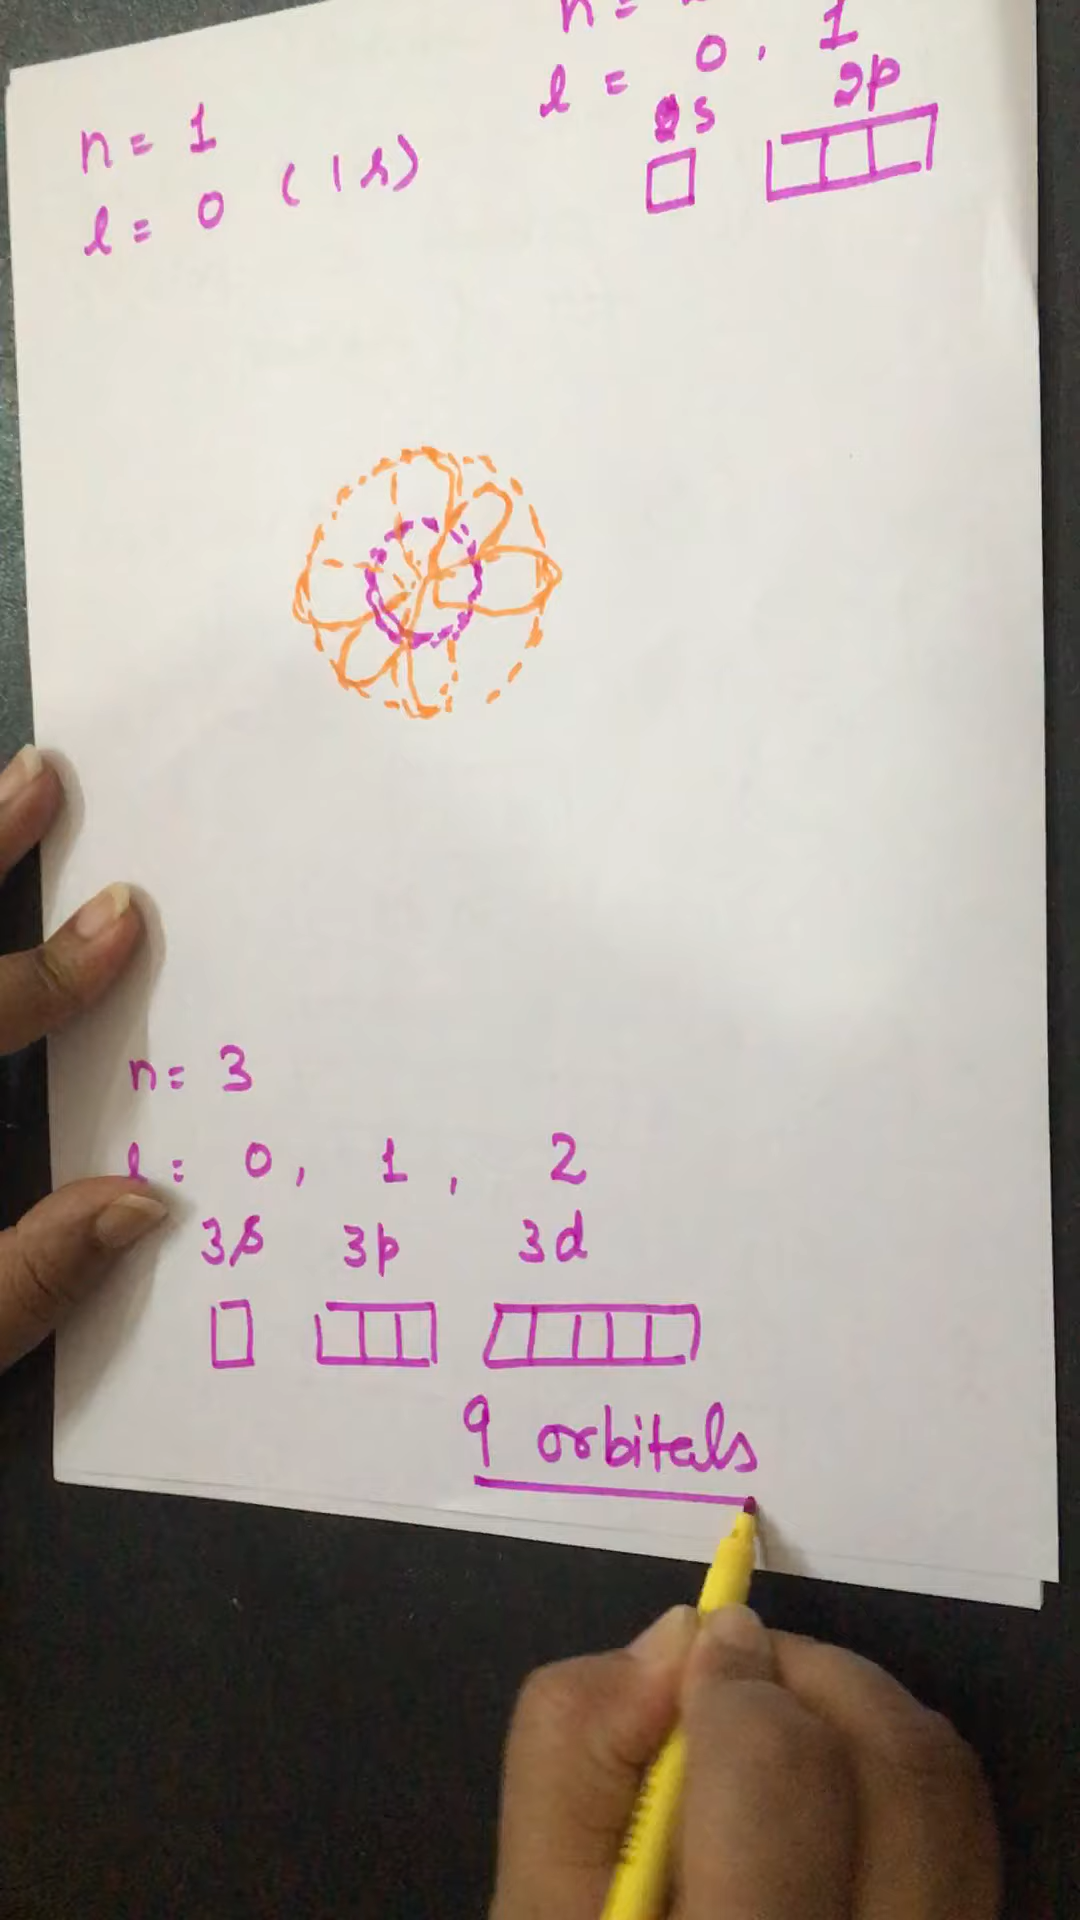 n = 1
l = 0 (1s)
n =
l = 0, 1
2s 2p
n = 3
l = 0, 1, 2
3s 3p 3d
9 orbitals